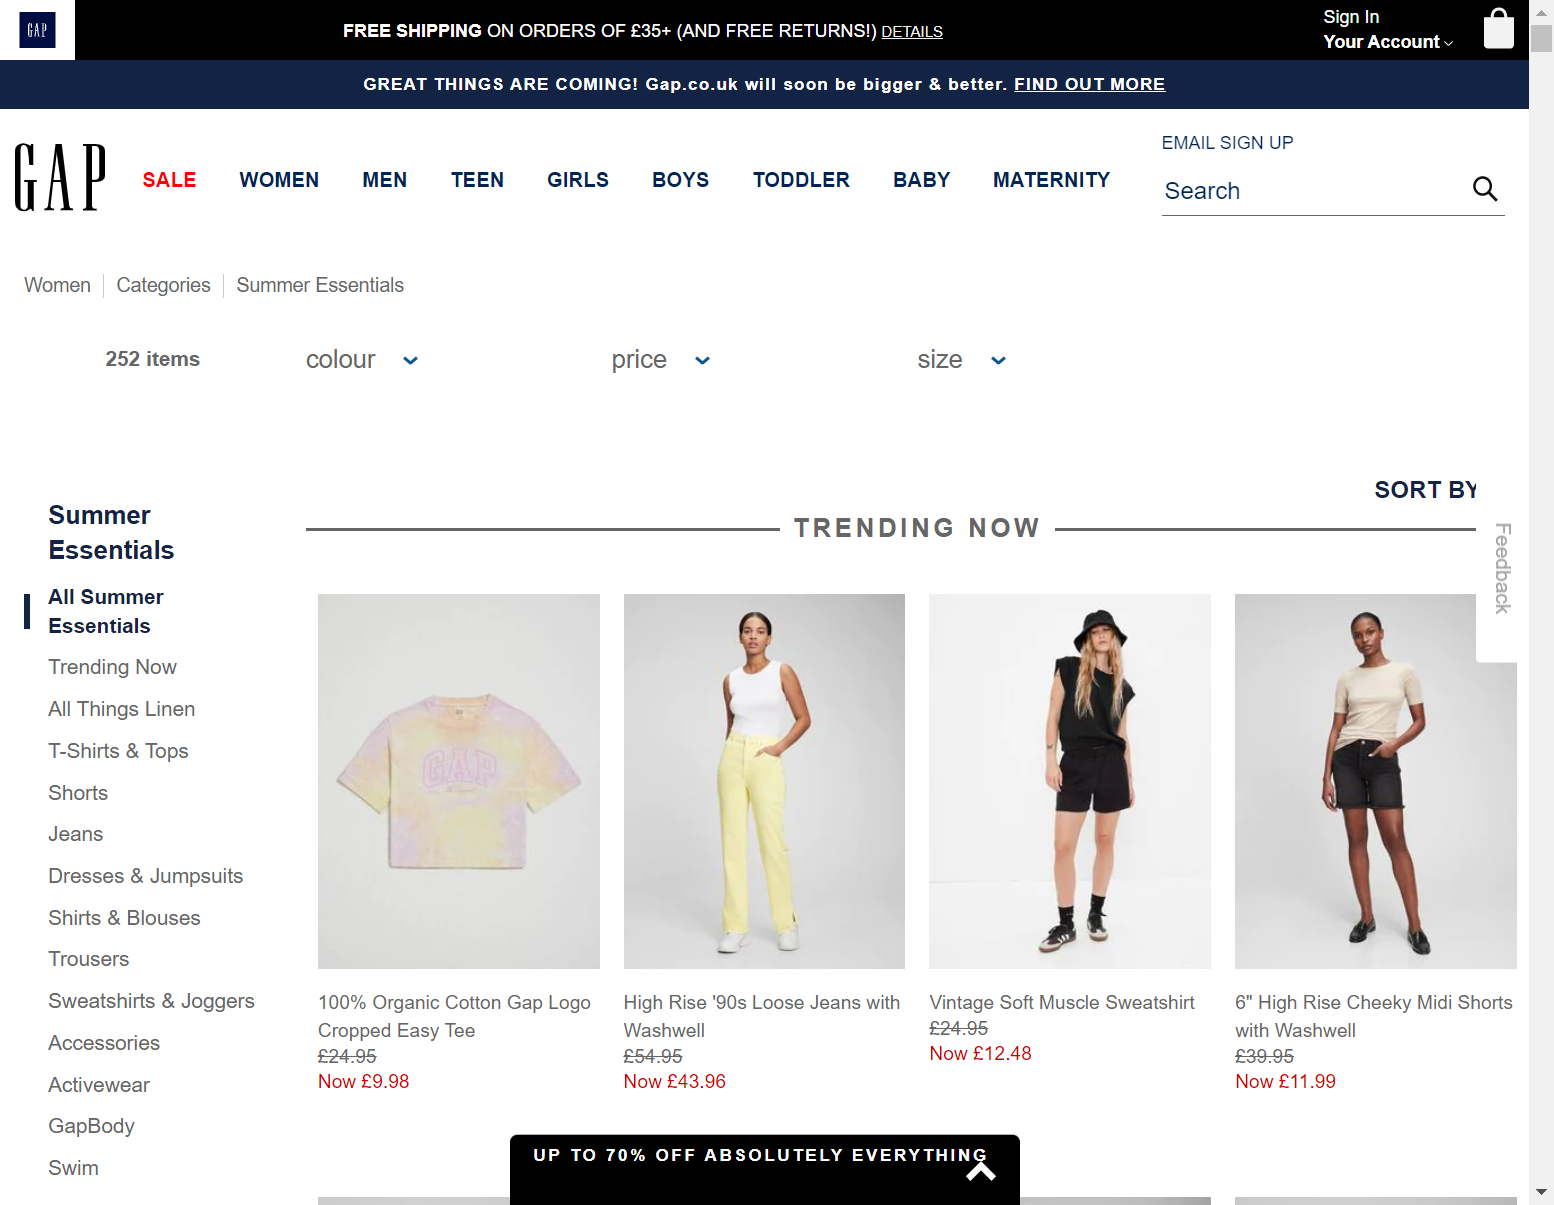 GAP
FREE SHIPPING ON ORDERS OF £35+ (AND FREE RETURNS!) DETAILS
Sign In
Your Account
GREAT THINGS ARE COMING! Gap.co.uk will soon be bigger & better. FIND OUT MORE
EMAIL SIGN UP
GAP
SALE WOMEN MEN TEEN GIRLS BOYS TODDLER BABY MATERNITY
Search
Women Categories Summer Essentials
252 items colour price size
SORT BY
Summer
Essentials
TRENDING NOW
Feedback
All Summer
Essentials
Trending Now
All Things Linen
T-Shirts & Tops
Shorts
Jeans
Dresses & Jumpsuits
Shirts & Blouses
Trousers
Sweatshirts & Joggers
Accessories
Activewear
GapBody
Swim
GAP
100% Organic Cotton Gap Logo
Cropped Easy Tee
£24.95
Now £9.98
High Rise '90s Loose Jeans with
Washwell
£54.95
Now £43.96
Vintage Soft Muscle Sweatshirt
£24.95
Now £12.48
6" High Rise Cheeky Midi Shorts
with Washwell
£39.95
Now £11.99
UP TO 70% OFF ABSOLUTELY EVERYTHING